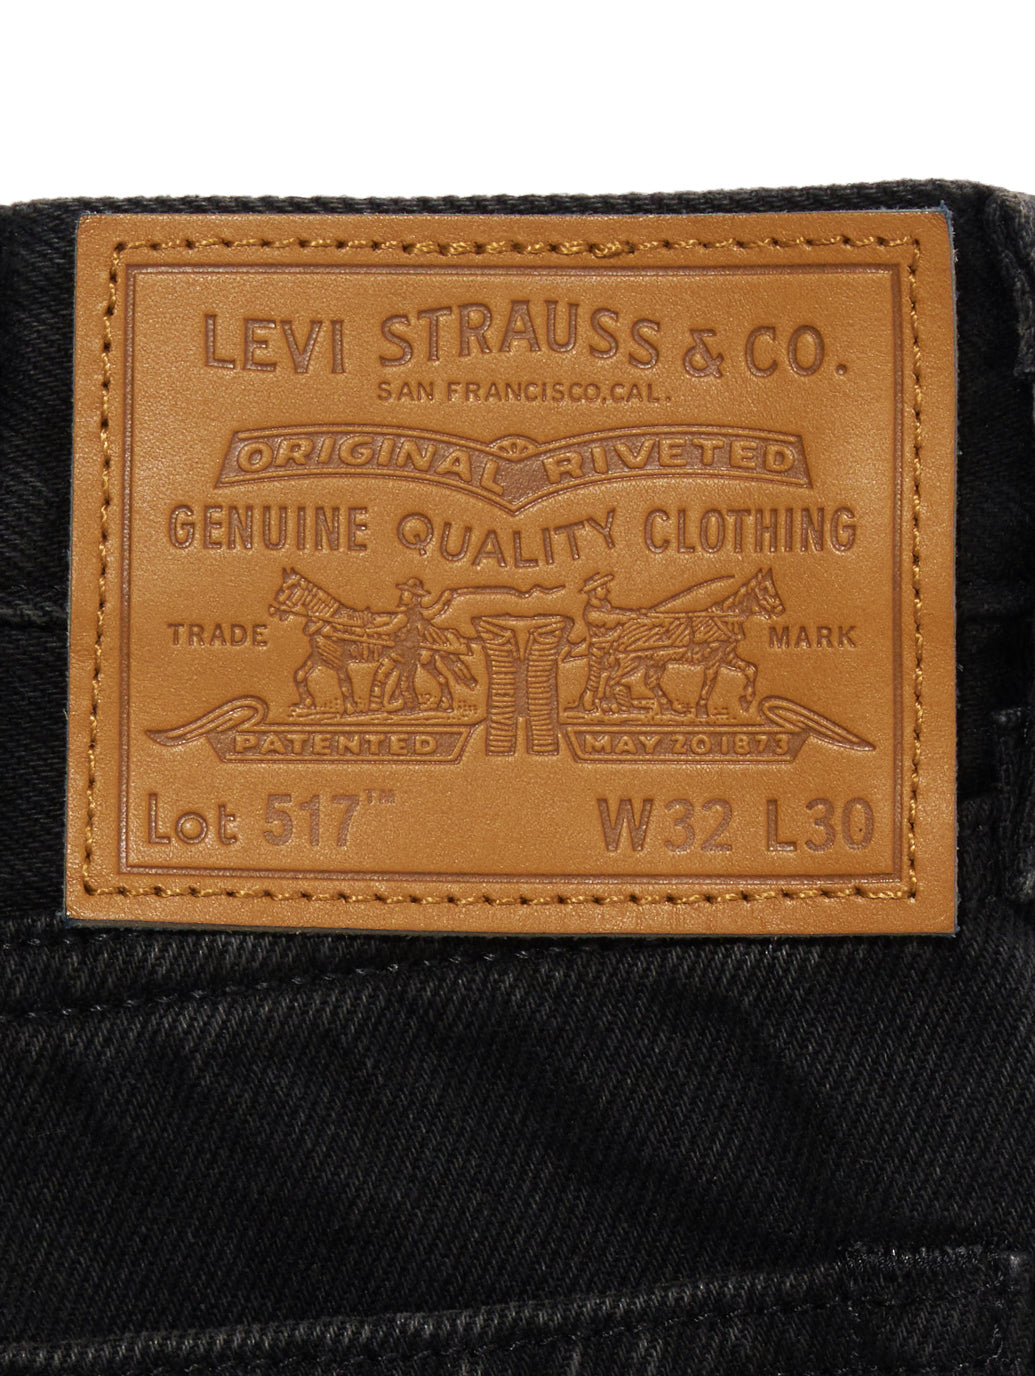 LEVI STRAUSS & CO.
SAN FRANCISCO, CAL.
ORIGINAL RIVETED
GENUINE QUALITY CLOTHING
TRADE MARK
PATENTED MAY 20 1873
Lot 517™ W32 L30